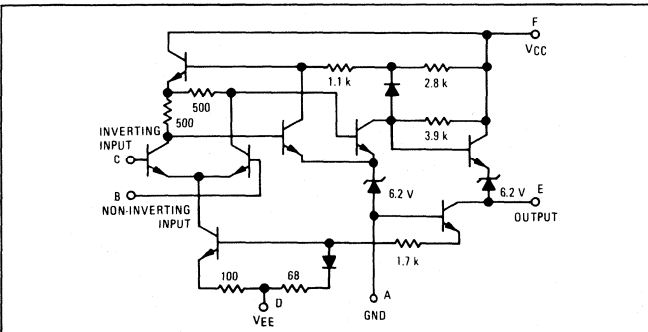 F
VCC
1.1 k
2.8 k
500
500
3.9 k
INVERTING
INPUT
C
B
NON-INVERTING
INPUT
6.2 V
6.2 V
E
OUTPUT
1.7 k
100
68
D
VEE
A
GND